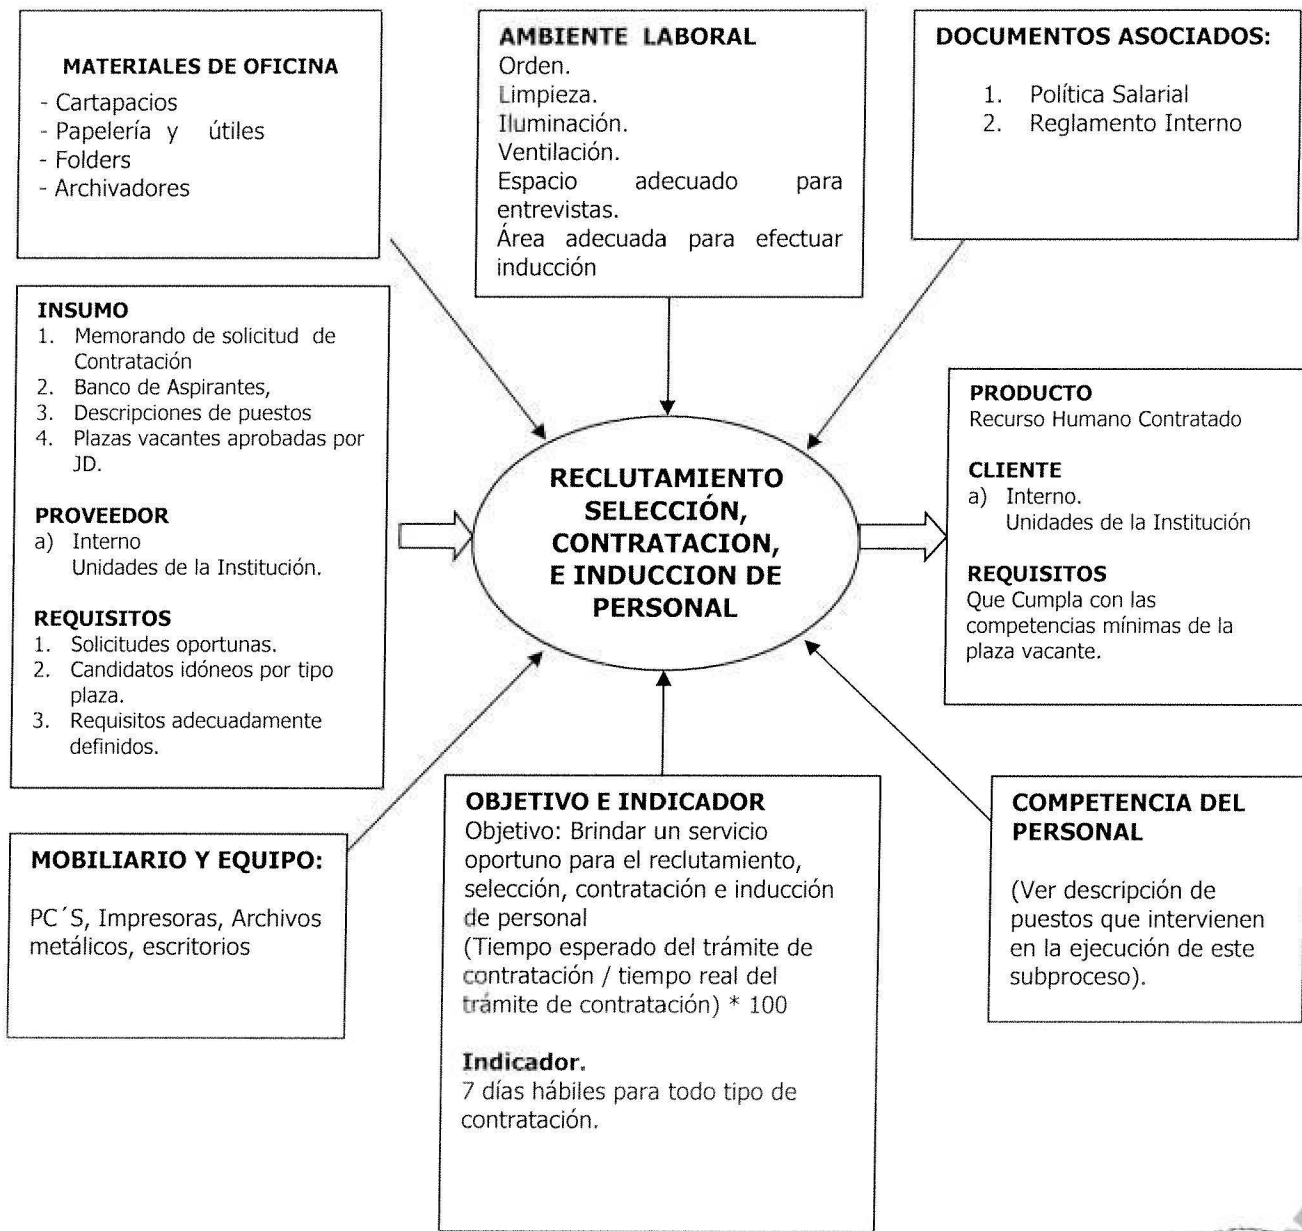 MATERIALES DE OFICINA
- Cartapacios
- Papelería y útiles
- Folders
- Archivadores
AMBIENTE LABORAL
Orden.
Limpieza.
Iluminación.
Ventilación.
Espacio adecuado para
entrevistas.
Área adecuada para efectuar
inducción
DOCUMENTOS ASOCIADOS:
1. Política Salarial
2. Reglamento Interno
INSUMO
1. Memorando de solicitud de
Contratación
2. Banco de Aspirantes,
3. Descripciones de puestos
4. Plazas vacantes aprobadas por
JD.
PROVEEDOR
a) Interno
Unidades de la Institución.
REQUISITOS
1. Solicitudes oportunas.
2. Candidatos idóneos por tipo
plaza.
3. Requisitos adecuadamente
definidos.
RECLUTAMIENTO
SELECCIÓN,
CONTRATACION,
E INDUCCION DE
PERSONAL
PRODUCTO
Recurso Humano Contratado
CLIENTE
a) Interno.
Unidades de la Institución
REQUISITOS
Que Cumpla con las
competencias mínimas de la
plaza vacante.
MOBILIARIO Y EQUIPO:
PC´S, Impresoras, Archivos
metálicos, escritorios
OBJETIVO E INDICADOR
Objetivo: Brindar un servicio
oportuno para el reclutamiento,
selección, contratación e inducción
de personal
(Tiempo esperado del trámite de
contratación / tiempo real del
trámite de contratación) * 100
Indicador.
7 días hábiles para todo tipo de
contratación.
COMPETENCIA DEL
PERSONAL
(Ver descripción de
puestos que intervienen
en la ejecución de este
subproceso).